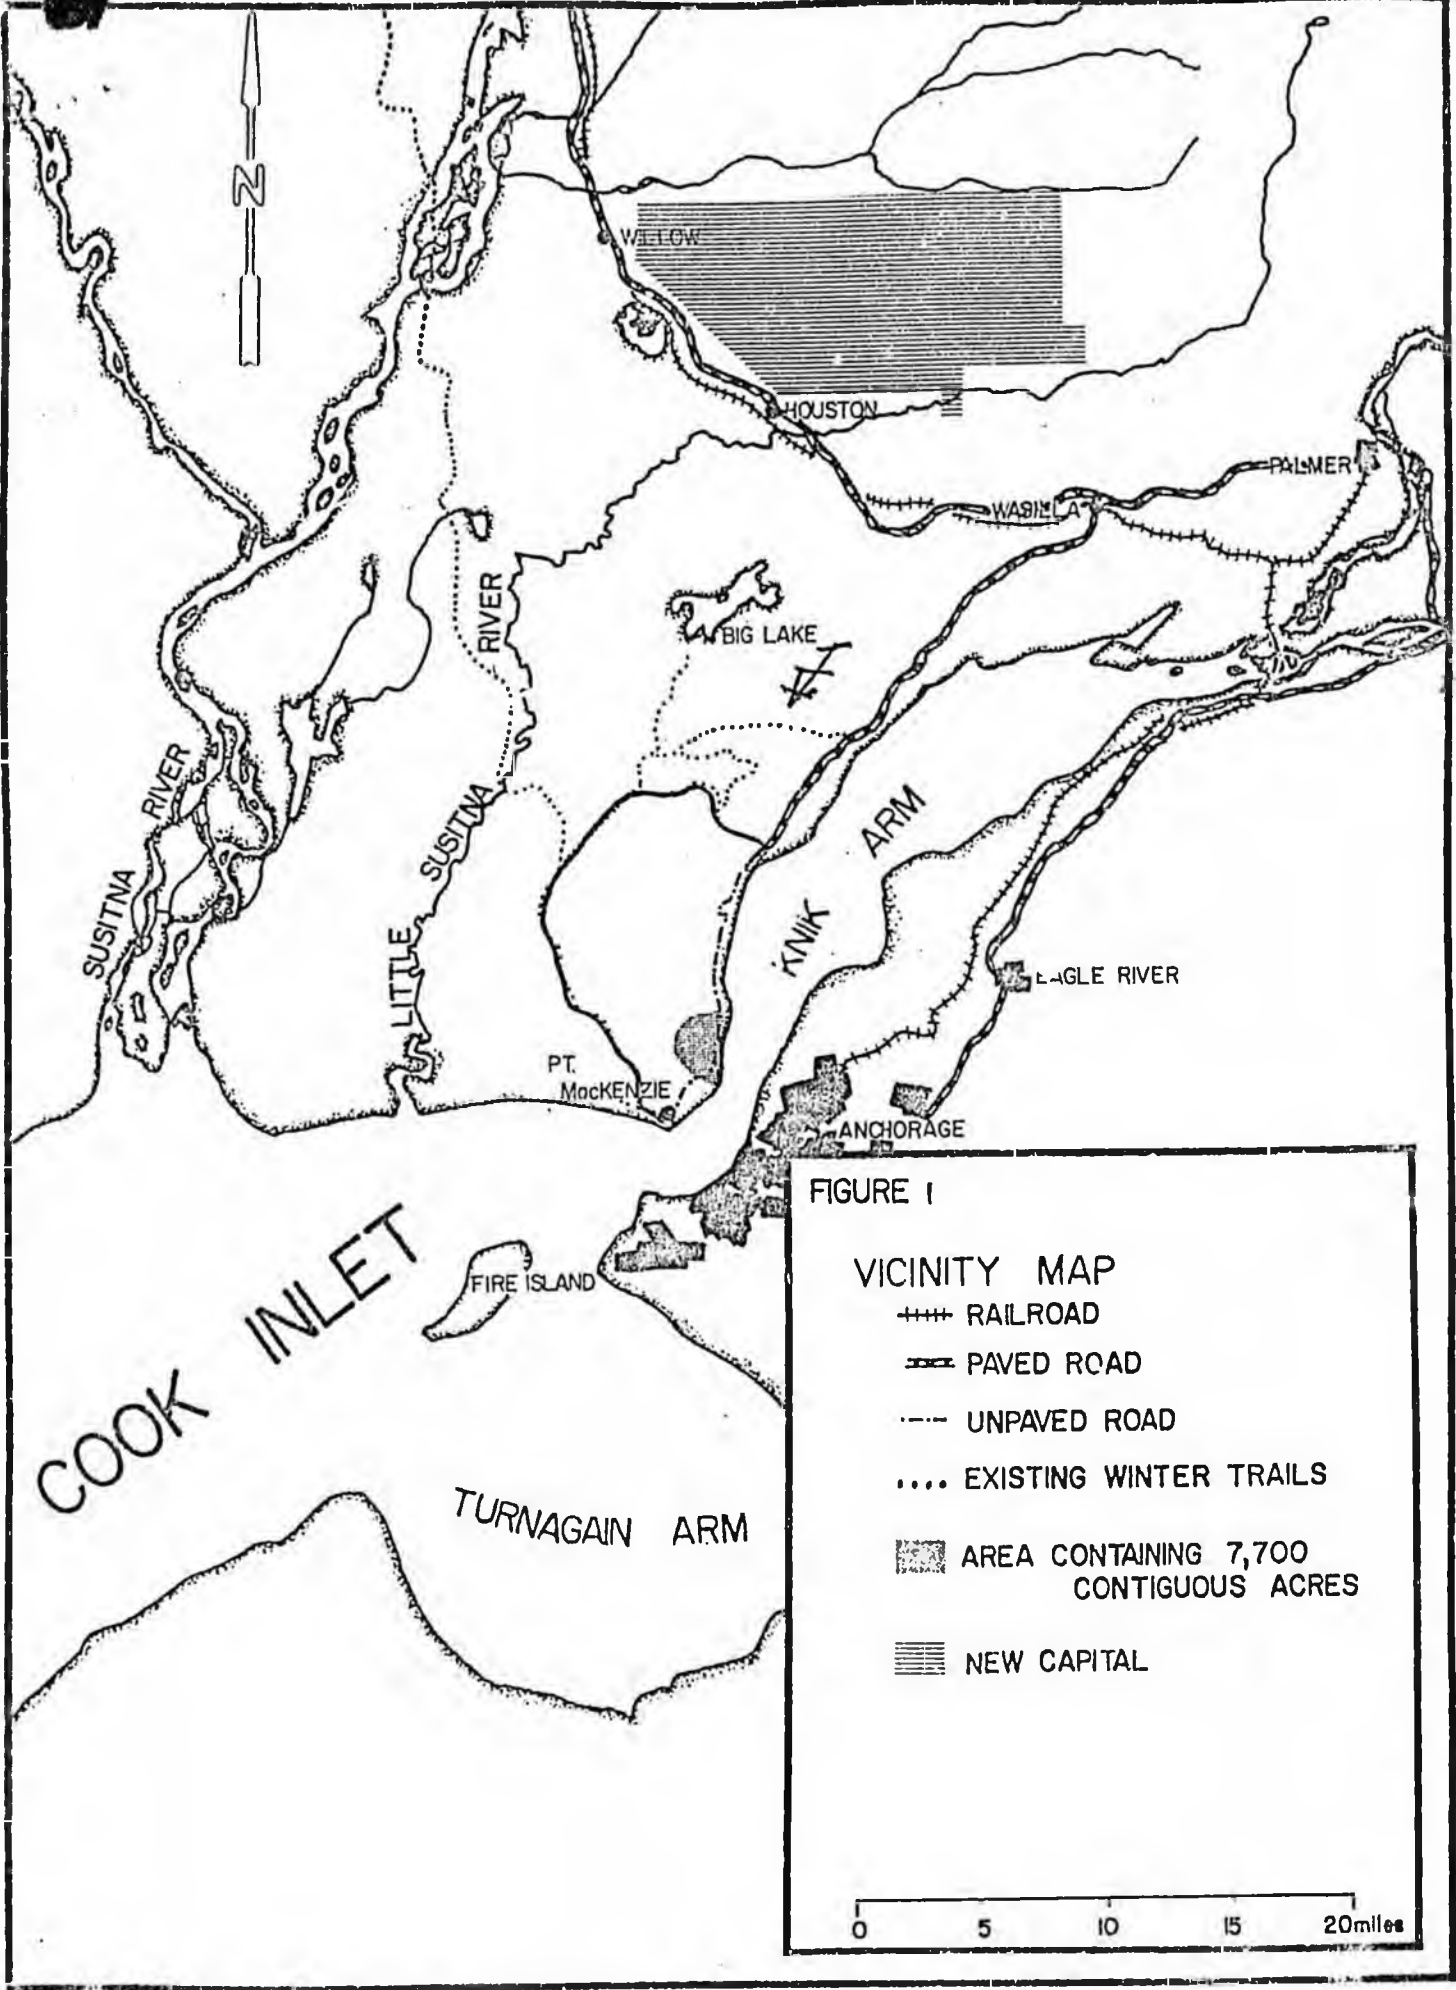 N
WILLOW
HOUSTON
PALMER
WASILLA
RIVER
BIG LAKE
RIVER
SUSITNA
ARM
SUSITNA
KNIK
LITTLE
EAGLE RIVER
PT.
MacKENZIE
ANCHORAGE
COOK INLET
FIRE ISLAND
TURNAGAIN ARM
FIGURE 1
VICINITY MAP
RAILROAD
PAVED ROAD
UNPAVED ROAD
EXISTING WINTER TRAILS
AREA CONTAINING 7,700
CONTIGUOUS ACRES
NEW CAPITAL
0 5 10 15 20miles